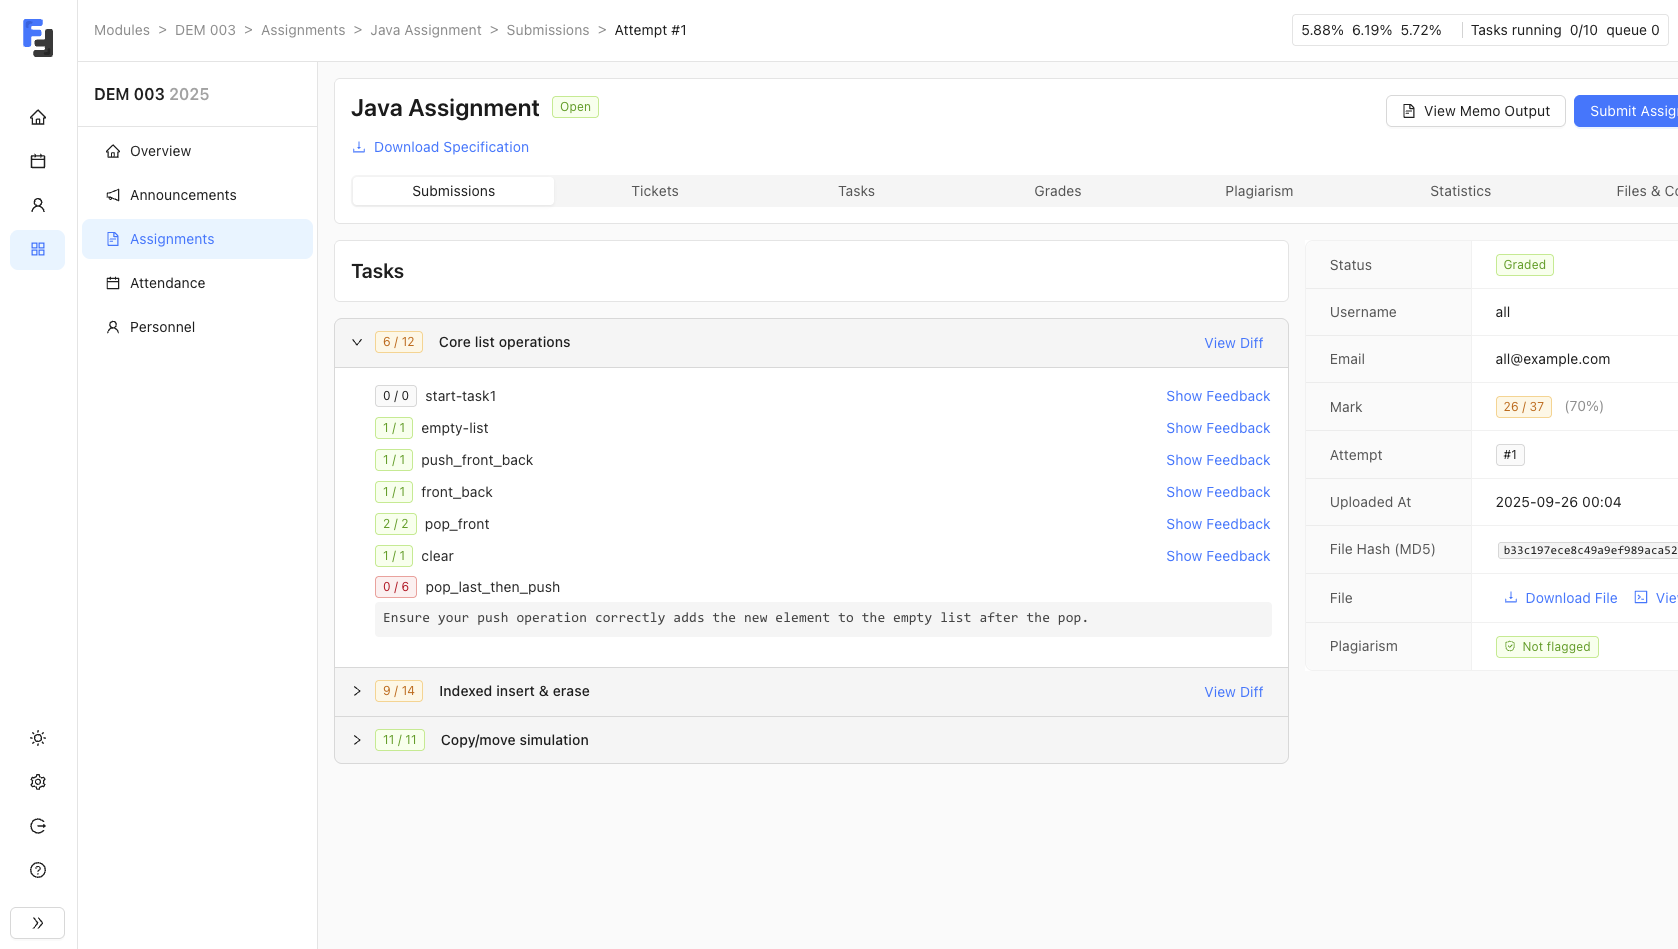 Modules > DEM 003 > Assignments > Java Assignment > Submissions > Attempt #1
5.88% 6.19% 5.72% Tasks running 0/10 queue 0
DEM 003 2025
Overview
Announcements
Assignments
Attendance
Personnel
Java Assignment Open
View Memo Output
Submit Assig
Download Specification
Submissions Tickets Tasks Grades Plagiarism Statistics Files & Co
Tasks
6 / 12 Core list operations View Diff
0 / 0 start-task1 Show Feedback
1 / 1 empty-list Show Feedback
1 / 1 push_front_back Show Feedback
1 / 1 front_back Show Feedback
2 / 2 pop_front Show Feedback
1 / 1 clear Show Feedback
0 / 6 pop_last_then_push
Ensure your push operation correctly adds the new element to the empty list after the pop.
9 / 14 Indexed insert & erase View Diff
11 / 11 Copy/move simulation
Status Graded
Username all
Email all@example.com
Mark 26 / 37 (70%)
Attempt #1
Uploaded At 2025-09-26 00:04
File Hash (MD5) b33c197ece8c49a9ef989aca52
File Download File Vie
Plagiarism Not flagged